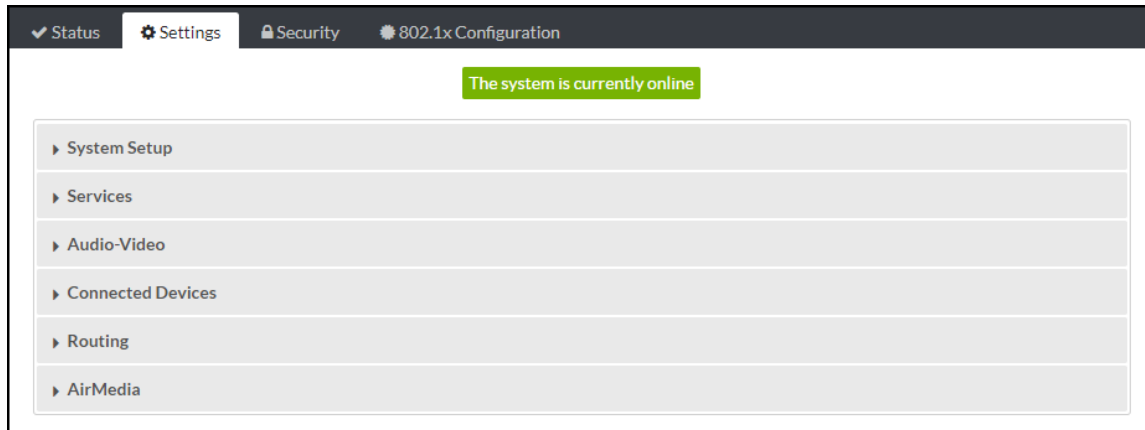 Status Settings Security 802.1x Configuration
The system is currently online
System Setup
Services
Audio-Video
Connected Devices
Routing
AirMedia